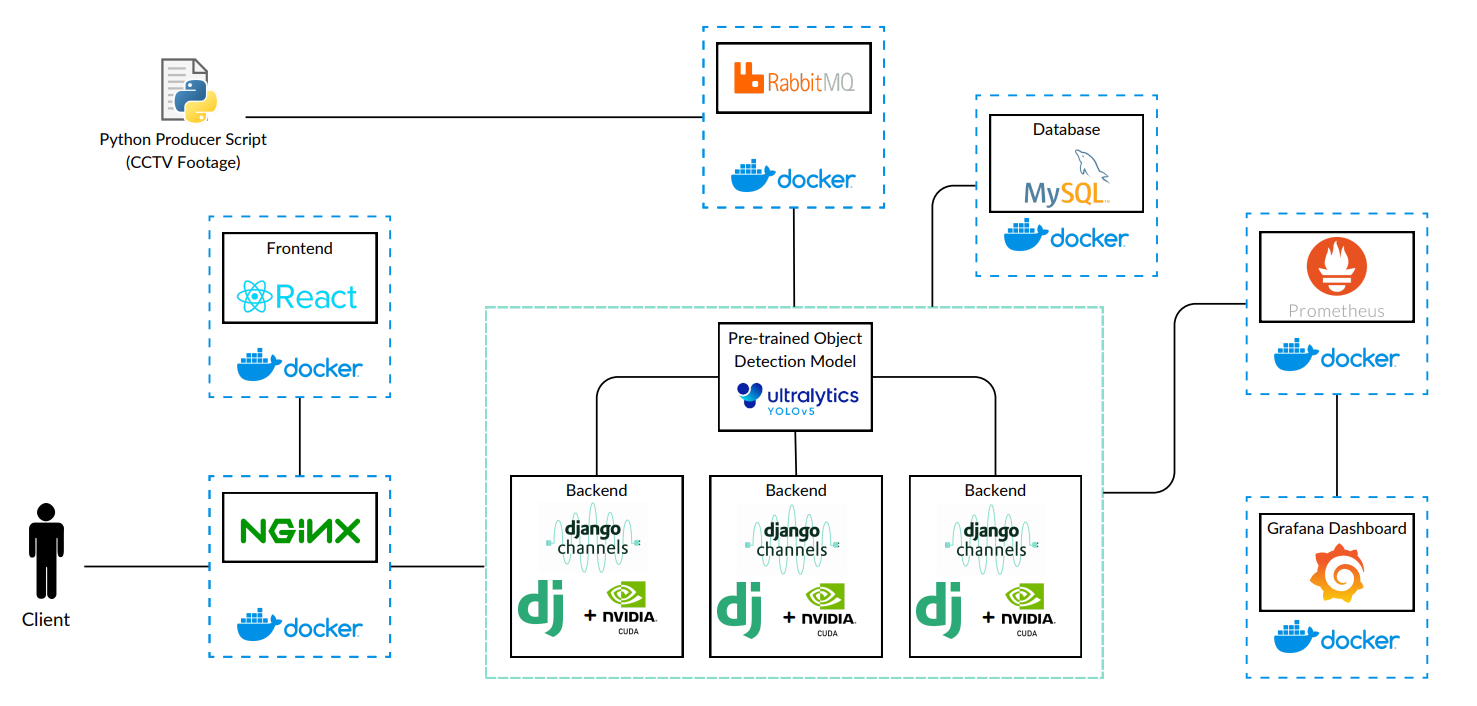 RabbitMQ
docker
Python Producer Script
(CCTV Footage)
Database
MySQL
docker
Frontend
React
docker
Prometheus
docker
Pre-trained Object
Detection Model
ultralytics
YOLOv5
NGINX
docker
Client
Backend
django
channels
dj
+
NVIDIA.
CUDA
Backend
django
channels
dj
+
NVIDIA.
CUDA
Backend
django
channels
dj
+
NVIDIA.
CUDA
Grafana Dashboard
docker